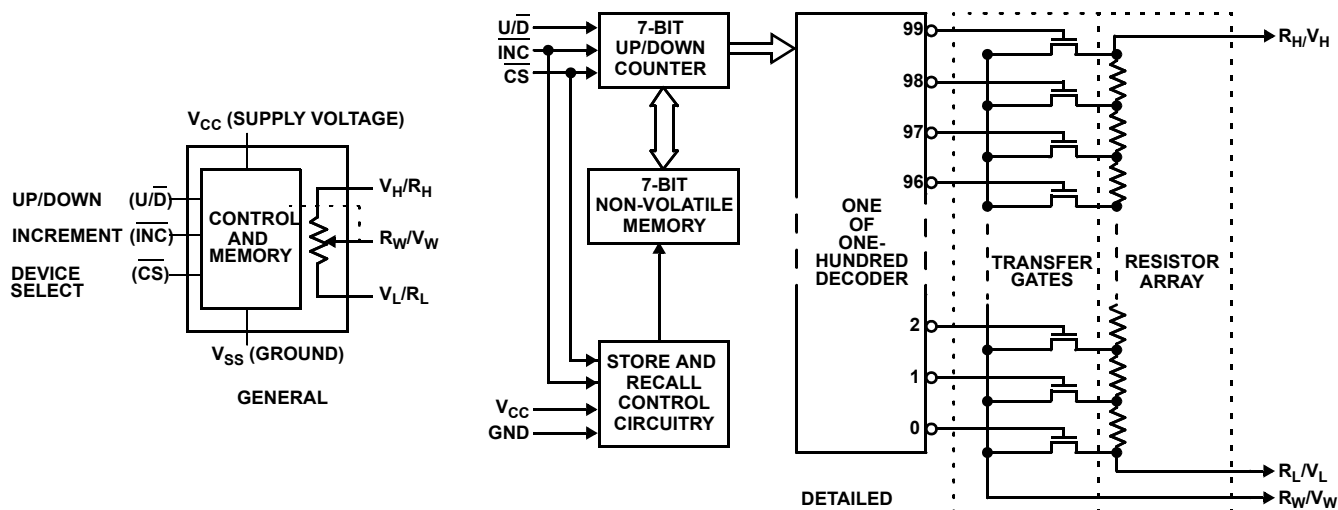 V_CC (SUPPLY VOLTAGE)
UP/DOWN (U/D̅)
INCREMENT (I̅N̅C̅)
DEVICE
SELECT
(C̅S̅)
CONTROL
AND
MEMORY
V_H/R_H
R_W/V_W
V_L/R_L
V_SS (GROUND)
GENERAL
U/D̅
I̅N̅C̅
C̅S̅
7-BIT
UP/DOWN
COUNTER
7-BIT
NON-VOLATILE
MEMORY
STORE AND
RECALL
CONTROL
CIRCUITRY
V_CC
GND
ONE
OF
ONE-
HUNDRED
DECODER
99
98
97
96
2
1
0
TRANSFER
GATES
RESISTOR
ARRAY
R_H/V_H
R_L/V_L
R_W/V_W
DETAILED